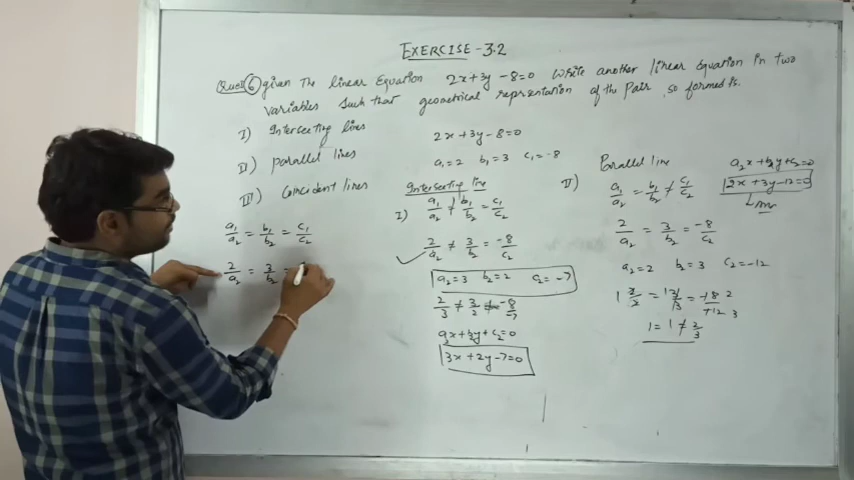 EXERCISE-3.2
Ques: 6 given The linear Equation 2x+3y-8=0 Write another linear Equation in two
variables Such that geometrical reprsntation of the Pair, so formed is.
I) Intersecting lines
II) parallel lines
III) Coincident lines
a₁/a₂ = b₁/b₂ = c₁/c₂
2/a₂ = 3/b₂ =
2x+3y-8=0
a₁=2 b₁=3 c₁=-8
Intersecting line
I) a₁/a₂ ≠ b₁/b₂ = c₁/c₂
2/a₂ ≠ 3/b₂ = -8/c₂
a₂=3 b₂=2 c₂=-7
2/3 ≠ 3/2 ≠ -8/-7
a₂x+b₂y+c₂=0
3x+2y-7=0
II) Parallel line
a₁/a₂ = b₁/b₂ ≠ c₁/c₂
2/a₂ = 3/b₂ = -8/c₂
a₂=2 b₂=3 c₂=-12
1=1≠2/3
a₂x+b₂y+c₂=0
2x+3y-12=0
Ans